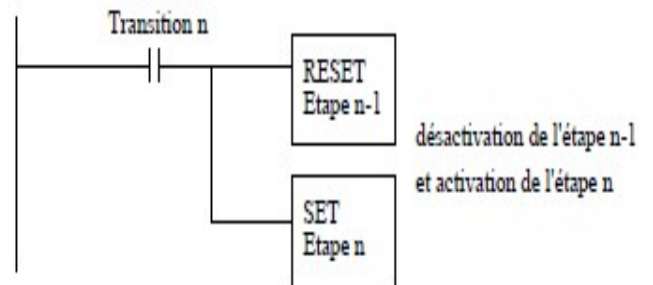 Transition n
RESET
Etape n-1
désactivation de l'étape n-1
et activation de l'étape n
SET
Etape n